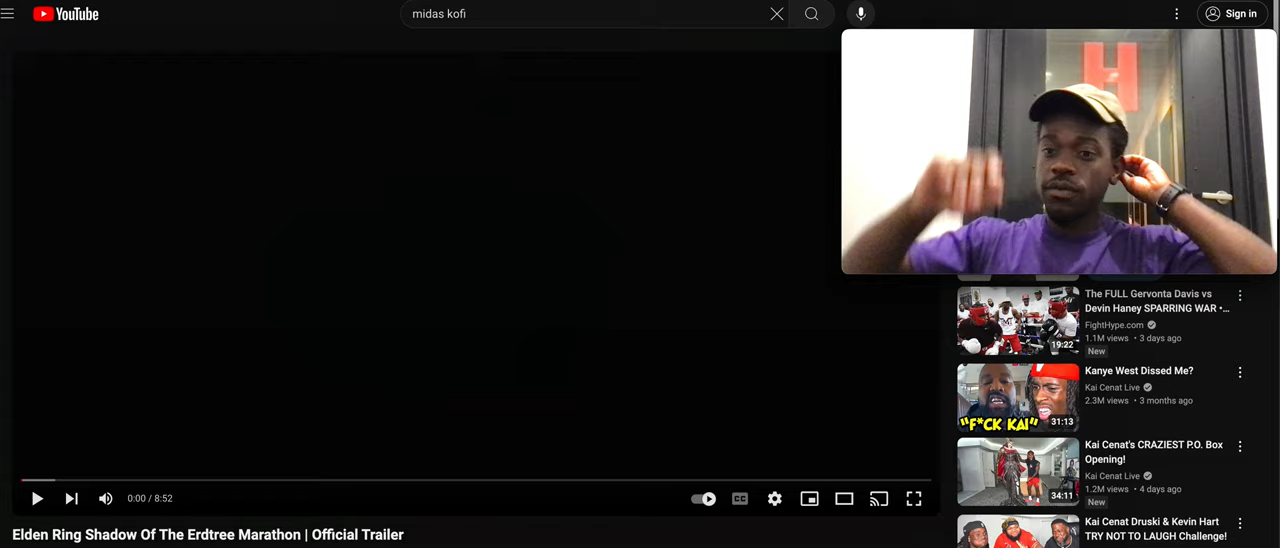 YouTube
midas kofi
Sign in
H
The FULL Gervonta Davis vs
Devin Haney SPARRING WAR •...
FightHype.com
1.1M views • 3 days ago
New
19:22
Kanye West Dissed Me?
Kai Cenat Live
2.3M views • 3 months ago
"F*CK KAI"
31:13
Kai Cenat's CRAZIEST P.O. Box
Opening!
Kai Cenat Live
1.2M views • 4 days ago
New
34:11
Kai Cenat Druski & Kevin Hart
TRY NOT TO LAUGH Challenge!
0:00 / 8:52
CC
Elden Ring Shadow Of The Erdtree Marathon | Official Trailer